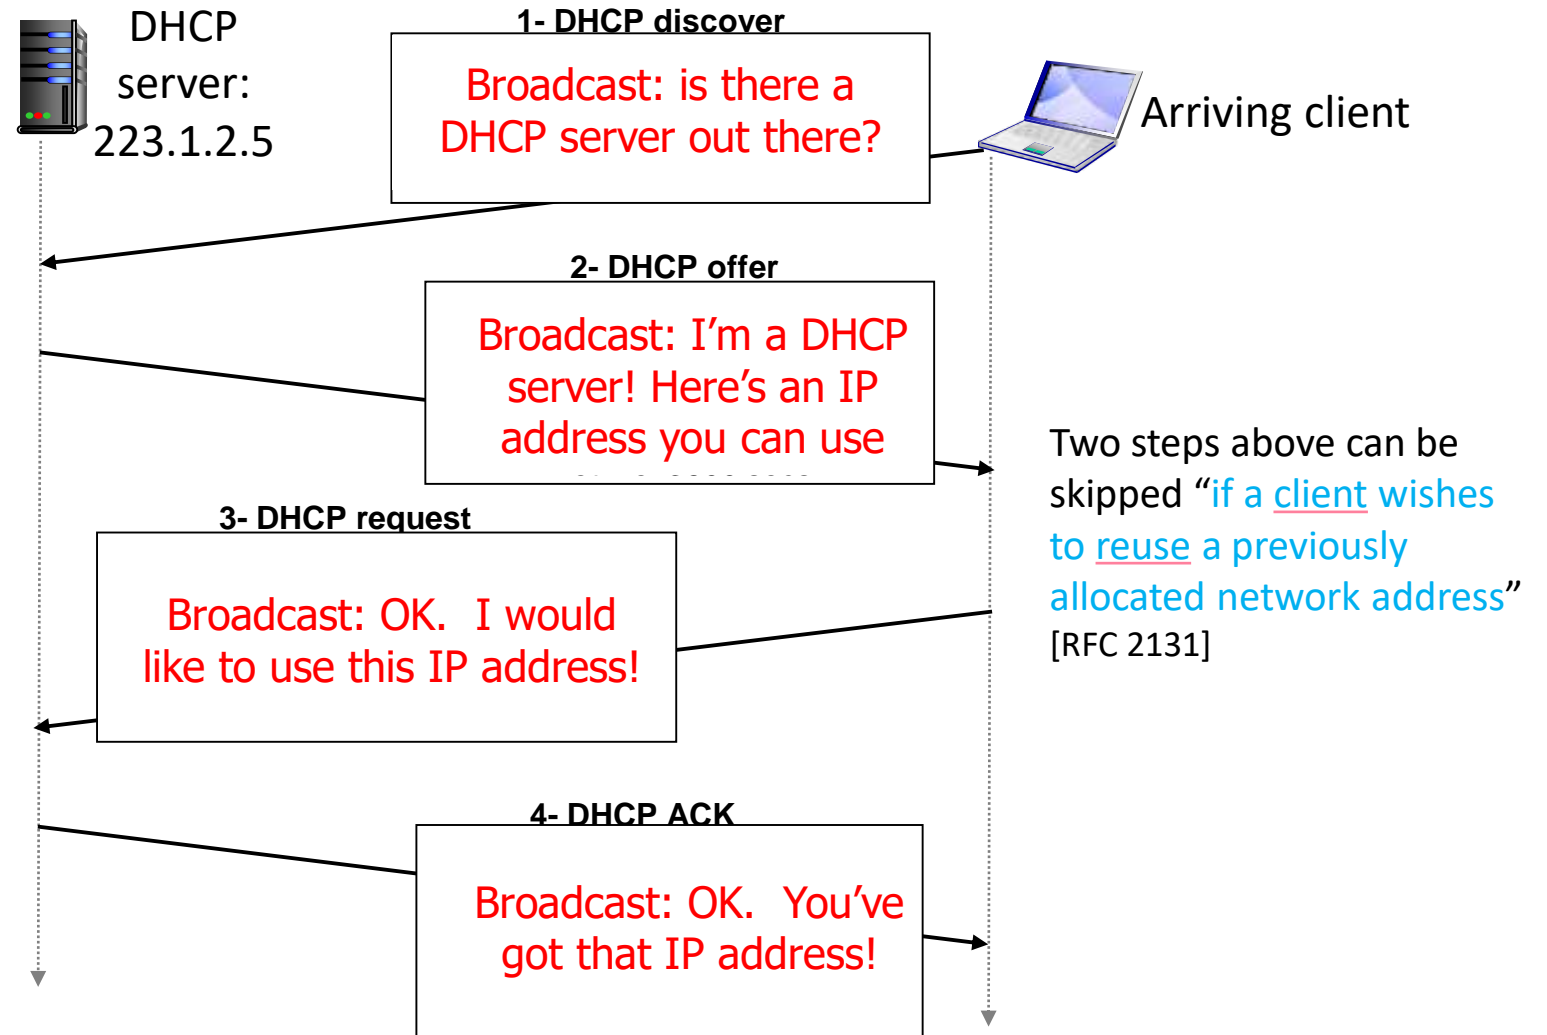 DHCP
server:
223.1.2.5
1- DHCP discover
Broadcast: is there a
DHCP server out there?
Arriving client
2- DHCP offer
Broadcast: I’m a DHCP
server! Here’s an IP
address you can use
Two steps above can be
skipped “if a client wishes
to reuse a previously
allocated network address”
[RFC 2131]
3- DHCP request
Broadcast: OK.  I would
like to use this IP address!
4- DHCP ACK
Broadcast: OK.  You’ve
got that IP address!